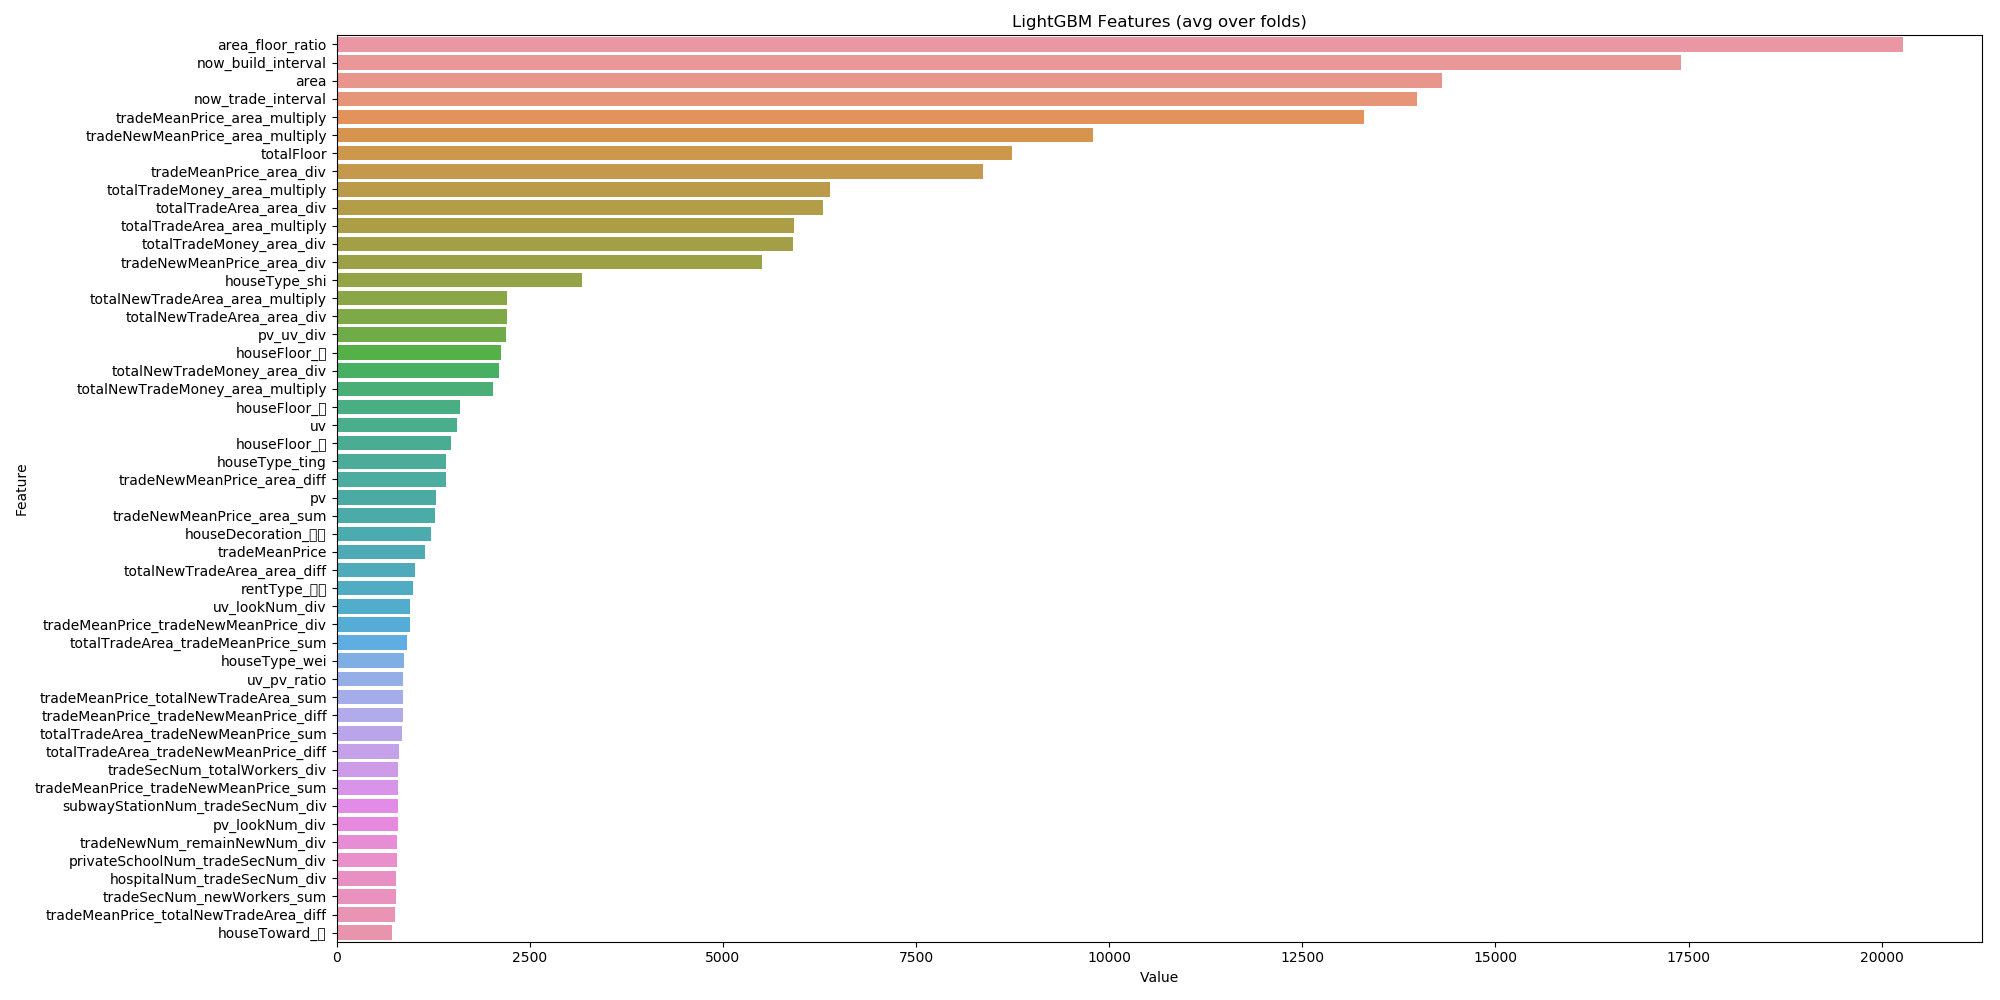 LightGBM Features (avg over folds)
area_floor_ratio
now_build_interval
area
now_trade_interval
tradeMeanPrice_area_multiply
tradeNewMeanPrice_area_multiply
totalFloor
tradeMeanPrice_area_div
totalTradeMoney_area_multiply
totalTradeArea_area_div
totalTradeArea_area_multiply
totalTradeMoney_area_div
tradeNewMeanPrice_area_div
houseType_shi
totalNewTradeArea_area_multiply
totalNewTradeArea_area_div
pv_uv_div
houseFloor_▯
totalNewTradeMoney_area_div
totalNewTradeMoney_area_multiply
houseFloor_▯
uv
houseFloor_▯
houseType_ting
tradeNewMeanPrice_area_diff
pv
tradeNewMeanPrice_area_sum
houseDecoration_▯▯
tradeMeanPrice
totalNewTradeArea_area_diff
rentType_▯▯
uv_lookNum_div
tradeMeanPrice_tradeNewMeanPrice_div
totalTradeArea_tradeMeanPrice_sum
houseType_wei
uv_pv_ratio
tradeMeanPrice_totalNewTradeArea_sum
tradeMeanPrice_tradeNewMeanPrice_diff
totalTradeArea_tradeNewMeanPrice_sum
totalTradeArea_tradeNewMeanPrice_diff
tradeSecNum_totalWorkers_div
tradeMeanPrice_tradeNewMeanPrice_sum
subwayStationNum_tradeSecNum_div
pv_lookNum_div
tradeNewNum_remainNewNum_div
privateSchoolNum_tradeSecNum_div
hospitalNum_tradeSecNum_div
tradeSecNum_newWorkers_sum
tradeMeanPrice_totalNewTradeArea_diff
houseToward_▯
Feature
0 2500 5000 7500 10000 12500 15000 17500 20000
Value